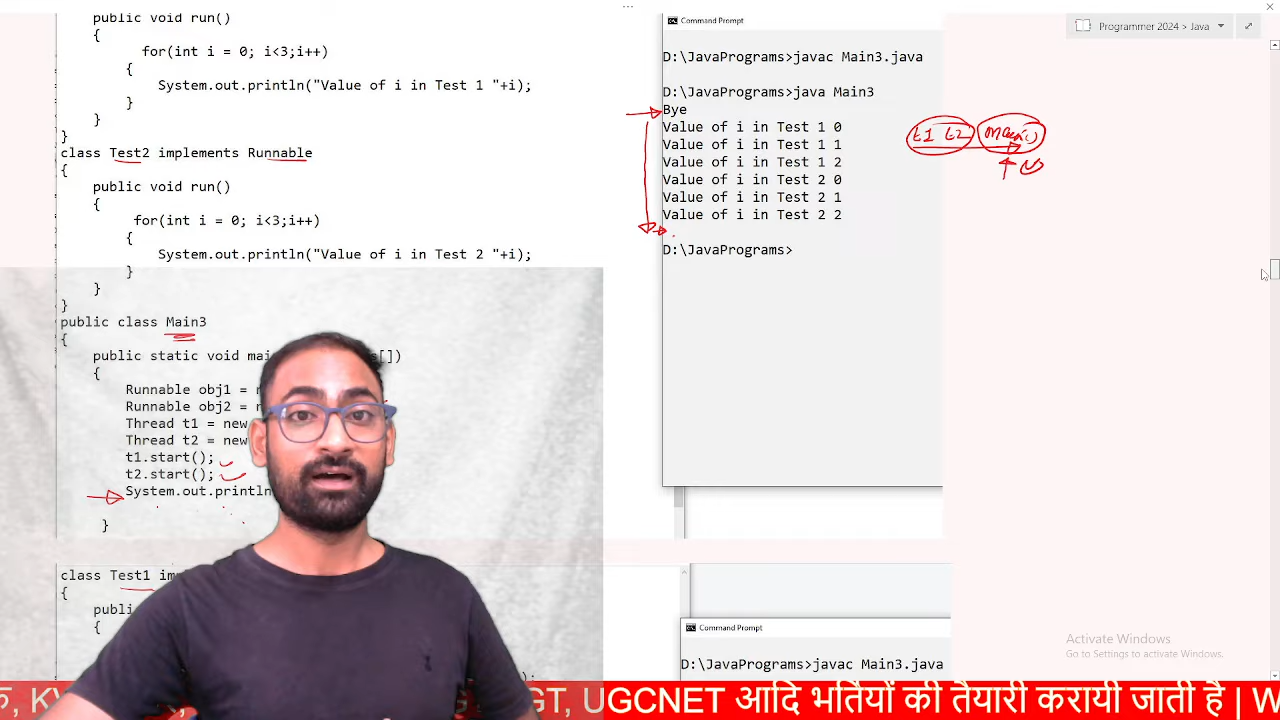 public void run()
{
for(int i = 0; i<3;i++)
{
System.out.println("Value of i in Test 1 "+i);
}
}
}
class Test2 implements Runnable
{
public void run()
{
for(int i = 0; i<3;i++)
{
System.out.println("Value of i in Test 2 "+i);
}
}
}
public class Main3
{
public static void mai s[])
{
Runnable obj1 = n
Runnable obj2 =
Thread t1 = new
Thread t2 = new
t1.start();
t2.start();
System.out.println
}
class Test1 im
{
publi
{
Command Prompt
D:\JavaPrograms>javac Main3.java
D:\JavaPrograms>java Main3
Bye
Value of i in Test 1 0
Value of i in Test 1 1
Value of i in Test 1 2
Value of i in Test 2 0
Value of i in Test 2 1
Value of i in Test 2 2
D:\JavaPrograms>
t1 t2 main()
Programmer 2024 > Java
Command Prompt
D:\JavaPrograms>javac Main3.java
Activate Windows
Go to Settings to activate Windows.
GT, UGCNET आदि भर्तियों की तैयारी करायी जाती है | W